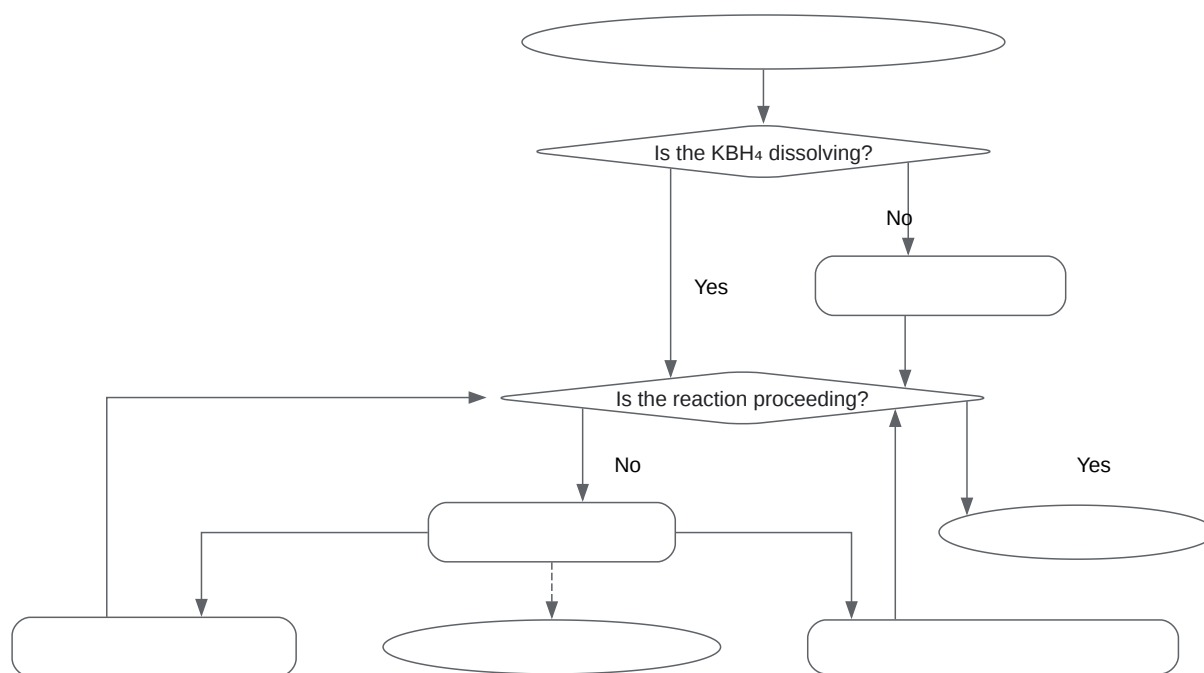 Is the KBH₄ dissolving?
No
Yes
Is the reaction proceeding?
No
Yes